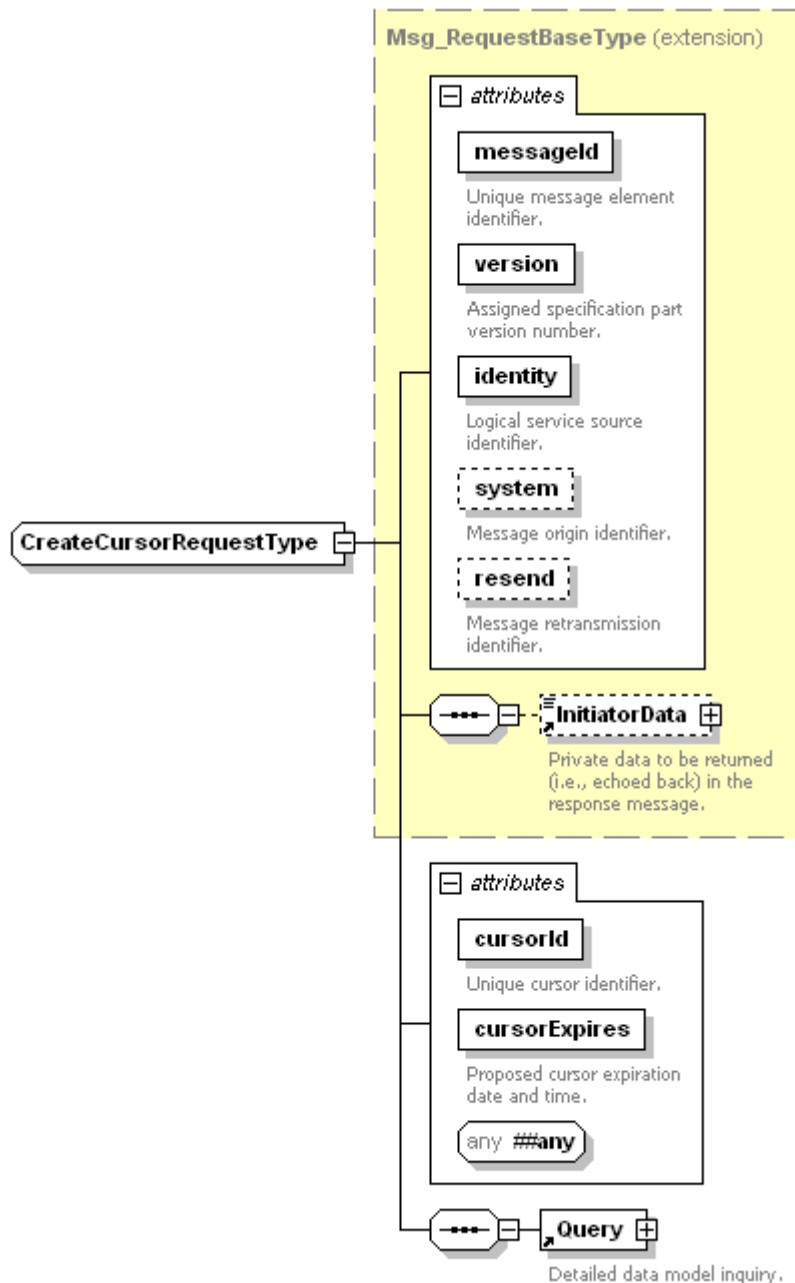 Msg_RequestBaseType (extension)
attributes
messageId
Unique message element
identifier.
version
Assigned specification part
version number.
identity
Logical service source
identifier.
system
Message origin identifier.
resend
Message retransmission
identifier.
CreateCursorRequestType
InitiatorData
Private data to be returned
(i.e., echoed back) in the
response message.
attributes
cursorId
Unique cursor identifier.
cursorExpires
Proposed cursor expiration
date and time.
any ##any
Query
Detailed data model inquiry.